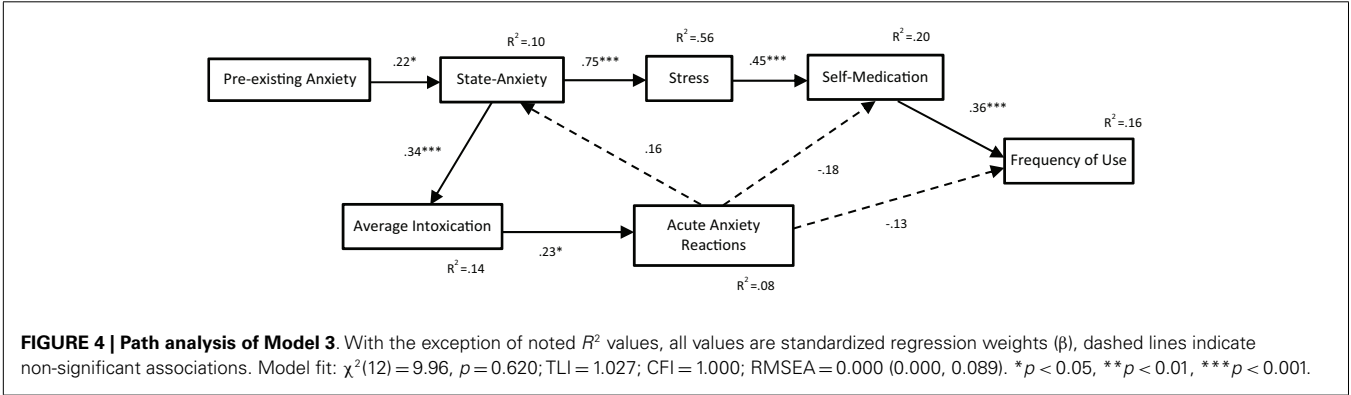 R²=.10
R²=.56
R²=.20
.22*
.75***
.45***
Pre-existing Anxiety
State-Anxiety
Stress
Self-Medication
.36***
R²=.16
.34***
.16
-.18
Frequency of Use
Average Intoxication
.23*
Acute Anxiety
Reactions
-.13
R²=.14
R²=.08
FIGURE 4 | Path analysis of Model 3. With the exception of noted R² values, all values are standardized regression weights (β), dashed lines indicate
non-significant associations. Model fit: χ²(12) = 9.96, p = 0.620; TLI = 1.027; CFI = 1.000; RMSEA = 0.000 (0.000, 0.089). *p < 0.05, **p < 0.01, ***p < 0.001.